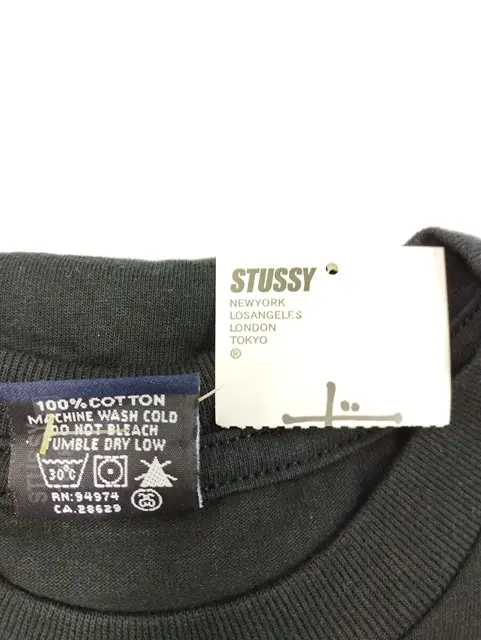 STUSSY
NEWYORK
LOSANGELES
LONDON
TOKYO
®
100% COTTON
MACHINE WASH COLD
DO NOT BLEACH
TUMBLE DRY LOW
30°C
RN:94974
CA.28629